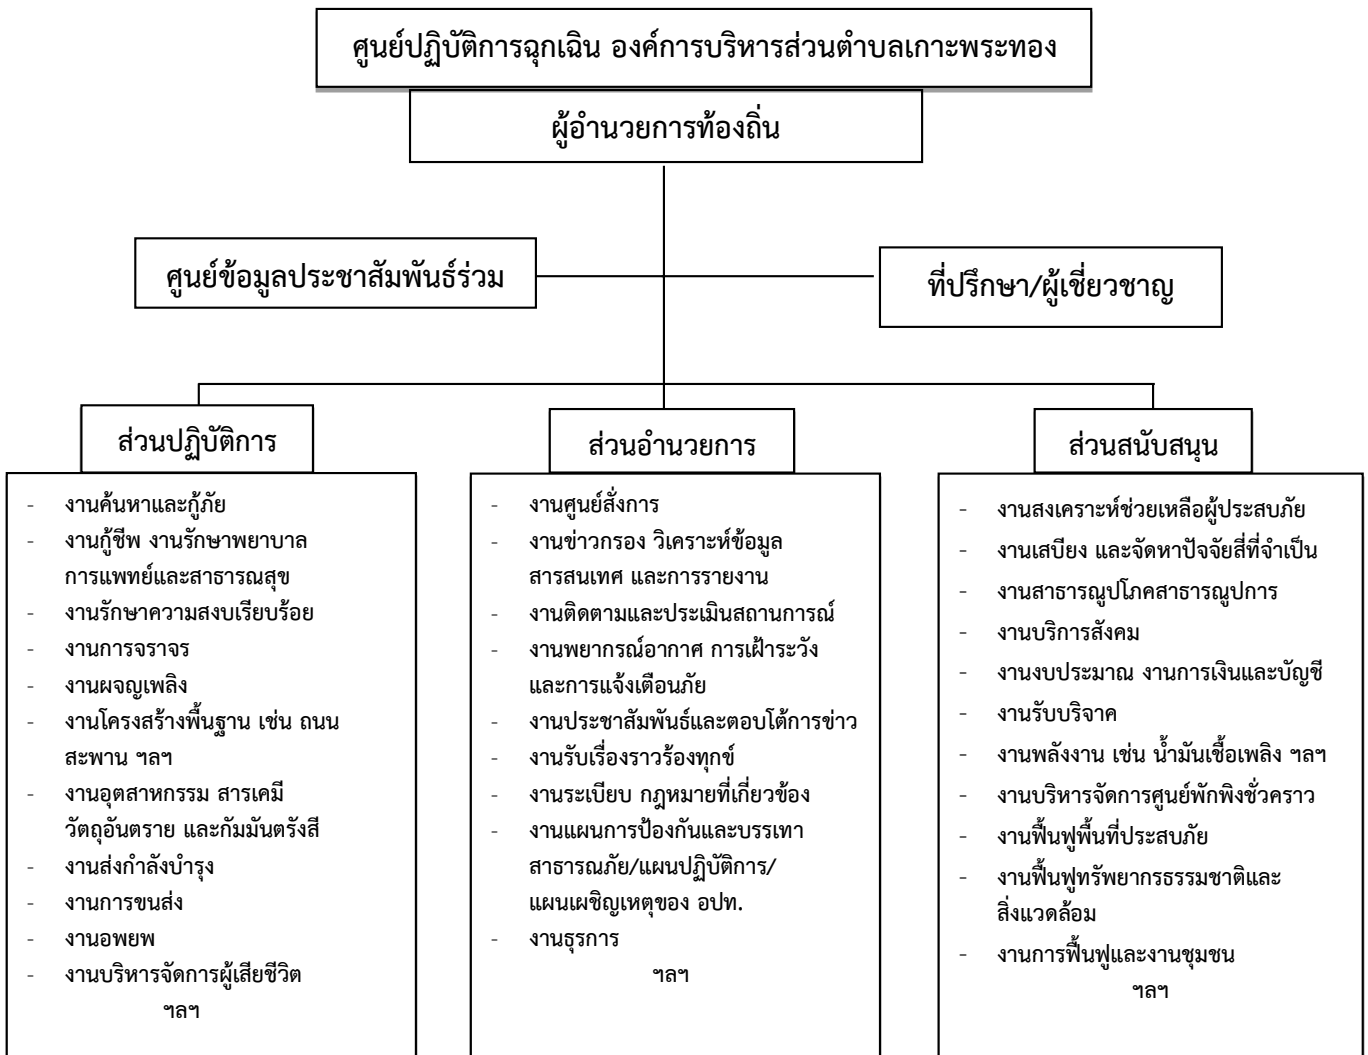 ศูนย์ปฏิบัติการฉุกเฉิน องค์การบริหารส่วนตำบลเกาะพระทอง
ผู้อำนวยการท้องถิ่น
ศูนย์ข้อมูลประชาสัมพันธ์ร่วม
ที่ปรึกษา/ผู้เชี่ยวชาญ
ส่วนปฏิบัติการ
- งานค้นหาและกู้ภัย
- งานกู้ชีพ งานรักษาพยาบาล
การแพทย์และสาธารณสุข
- งานรักษาความสงบเรียบร้อย
- งานการจราจร
- งานผจญเพลิง
- งานโครงสร้างพื้นฐาน เช่น ถนน
สะพาน ฯลฯ
- งานอุตสาหกรรม สารเคมี
วัตถุอันตราย และกัมมันตรังสี
- งานส่งกำลังบำรุง
- งานการขนส่ง
- งานอพยพ
- งานบริหารจัดการผู้เสียชีวิต
ฯลฯ
ส่วนอำนวยการ
- งานศูนย์สั่งการ
- งานข่าวกรอง วิเคราะห์ข้อมูล
สารสนเทศ และการรายงาน
- งานติดตามและประเมินสถานการณ์
- งานพยากรณ์อากาศ การเฝ้าระวัง
และการแจ้งเตือนภัย
- งานประชาสัมพันธ์และตอบโต้การข่าว
- งานรับเรื่องราวร้องทุกข์
- งานระเบียบ กฎหมายที่เกี่ยวข้อง
- งานแผนการป้องกันและบรรเทา
สาธารณภัย/แผนปฏิบัติการ/
แผนเผชิญเหตุของ อปท.
- งานธุรการ
ฯลฯ
ส่วนสนับสนุน
- งานสงเคราะห์ช่วยเหลือผู้ประสบภัย
- งานเสบียง และจัดหาปัจจัยสี่ที่จำเป็น
- งานสาธารณูปโภคสาธารณูปการ
- งานบริการสังคม
- งานงบประมาณ งานการเงินและบัญชี
- งานรับบริจาค
- งานพลังงาน เช่น น้ำมันเชื้อเพลิง ฯลฯ
- งานบริหารจัดการศูนย์พักพิงชั่วคราว
- งานฟื้นฟูพื้นที่ประสบภัย
- งานฟื้นฟูทรัพยากรธรรมชาติและ
สิ่งแวดล้อม
- งานการฟื้นฟูและงานชุมชน
ฯลฯ